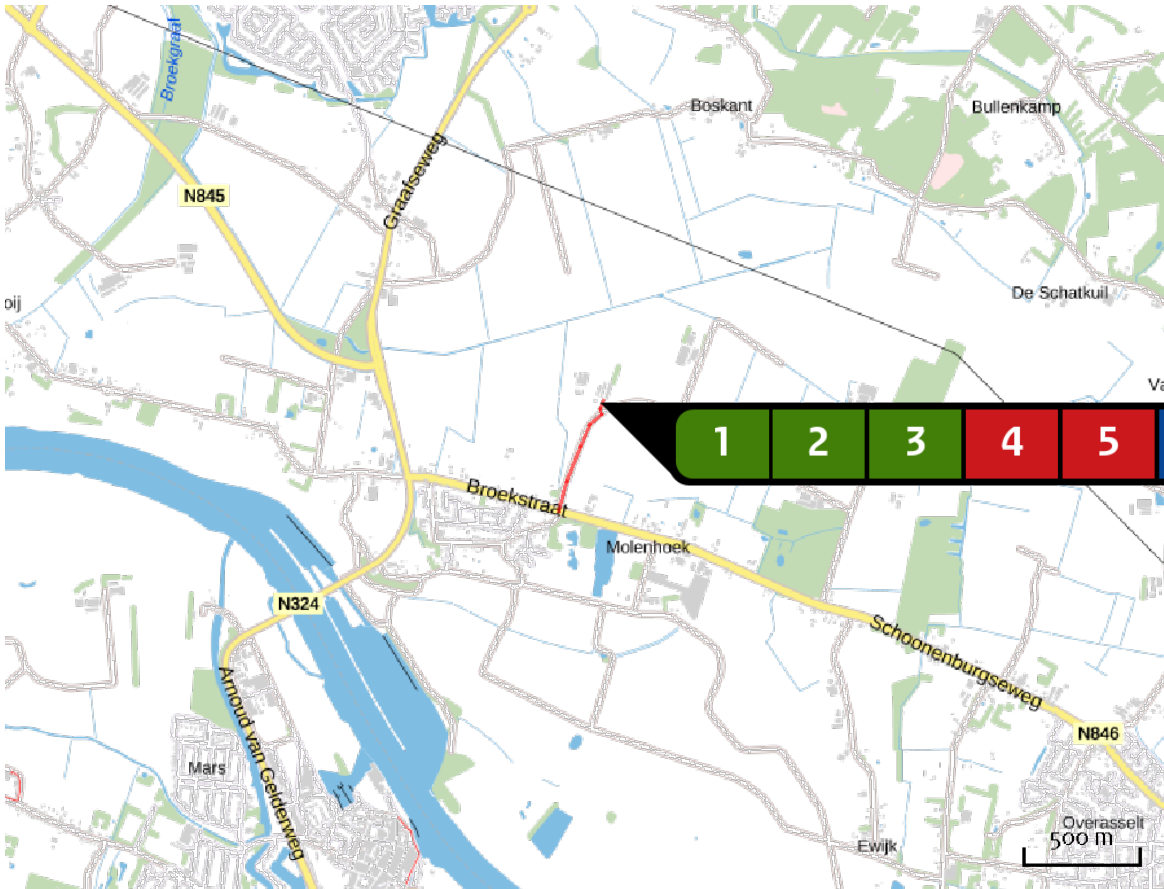 Broekgraaf
Boskant
Bullenkamp
N845
Graafseweg
De Schatkuil
oij
Va
1 2 3 4 5
Broekstraat
Molenhoek
N324
Schoonenburgseweg
Arnoud van Gelderweg
N846
Mars
Overasselt
500 m
Ewijk